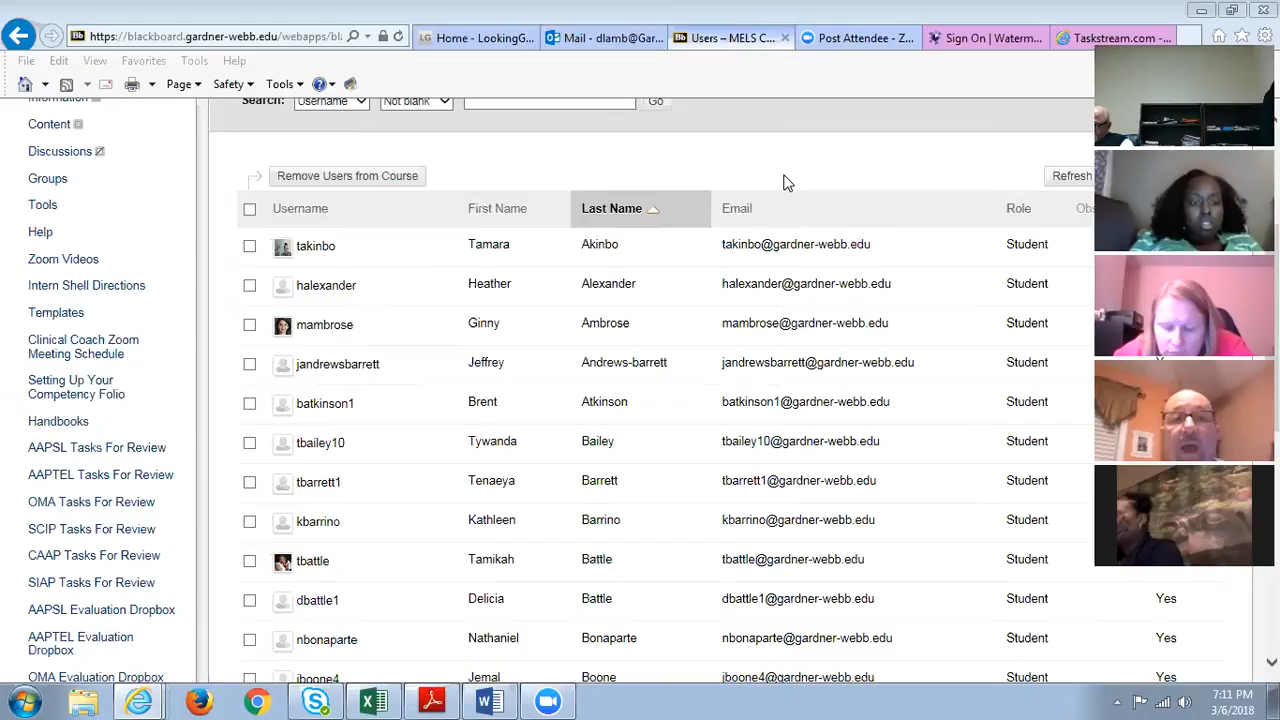 https://blackboard.gardner-webb.edu/webapps/bl
Home - LookingG...
Mail - dlamb@Gar...
Bb Users – MELS C...
Post Attendee - Z...
Sign On | Waterm...
Taskstream.com -...
File Edit View Favorites Tools Help
Page Safety Tools
Information
Content
Discussions
Groups
Tools
Help
Zoom Videos
Intern Shell Directions
Templates
Clinical Coach Zoom
Meeting Schedule
Setting Up Your
Competency Folio
Handbooks
AAPSL Tasks For Review
AAPTEL Tasks For Review
OMA Tasks For Review
SCIP Tasks For Review
CAAP Tasks For Review
SIAP Tasks For Review
AAPSL Evaluation Dropbox
AAPTEL Evaluation
Dropbox
OMA Evaluation Dropbox
Search: Username Not blank Go
Remove Users from Course Refresh
Username First Name Last Name Email Role Obs
takinbo Tamara Akinbo takinbo@gardner-webb.edu Student
halexander Heather Alexander halexander@gardner-webb.edu Student
mambrose Ginny Ambrose mambrose@gardner-webb.edu Student
jandrewsbarrett Jeffrey Andrews-barrett jandrewsbarrett@gardner-webb.edu Student
batkinson1 Brent Atkinson batkinson1@gardner-webb.edu Student
tbailey10 Tywanda Bailey tbailey10@gardner-webb.edu Student
tbarrett1 Tenaeya Barrett tbarrett1@gardner-webb.edu Student
kbarrino Kathleen Barrino kbarrino@gardner-webb.edu Student
tbattle Tamikah Battle tbattle@gardner-webb.edu Student
dbattle1 Delicia Battle dbattle1@gardner-webb.edu Student Yes
nbonaparte Nathaniel Bonaparte nbonaparte@gardner-webb.edu Student Yes
jboone4 Jemal Boone jboone4@gardner-webb.edu Student Yes
7:11 PM
3/6/2018